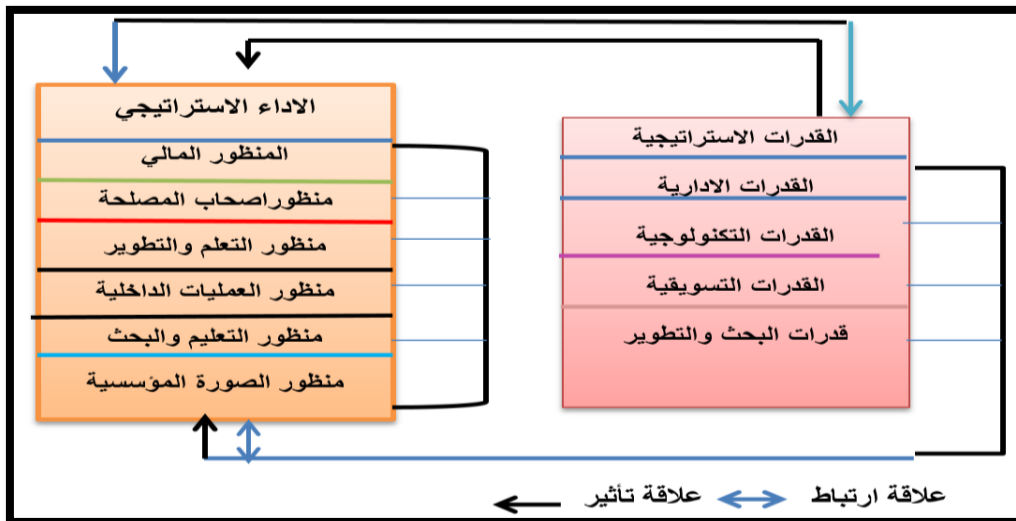 القدرات الاستراتيجية
القدرات الادارية
القدرات التكنولوجية
القدرات التسويقية
قدرات البحث والتطوير
الاداء الاستراتيجي
المنظور المالي
منظوراصحاب المصلحة
منظور التعلم والتطوير
منظور العمليات الداخلية
منظور التعليم والبحث
منظور الصورة المؤسسية
علاقة ارتباط
علاقة تأثير